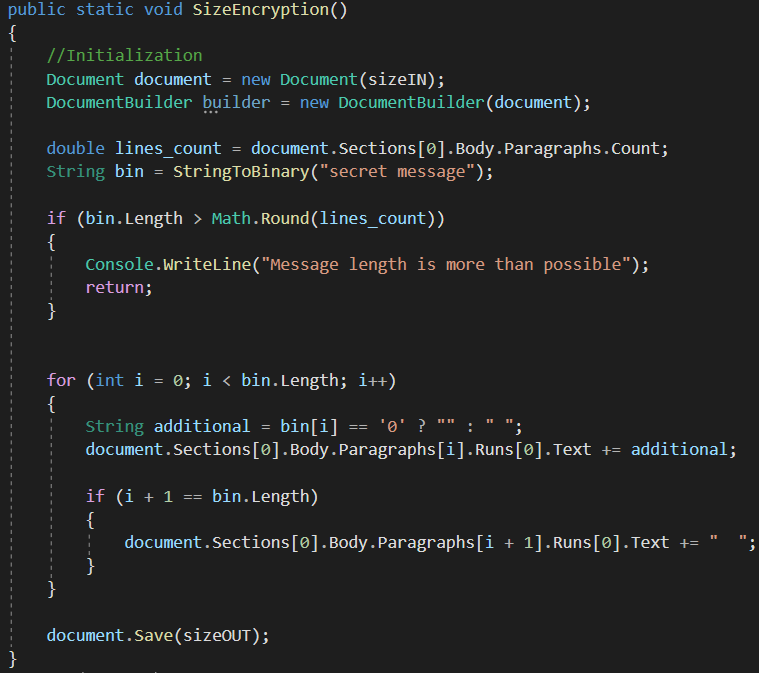 public static void SizeEncryption()
{
    //Initialization
    Document document = new Document(sizeIN);
    DocumentBuilder builder = new DocumentBuilder(document);

    double lines_count = document.Sections[0].Body.Paragraphs.Count;
    String bin = StringToBinary("secret message");

    if (bin.Length > Math.Round(lines_count))
    {
        Console.WriteLine("Message length is more than possible");
        return;
    }


    for (int i = 0; i < bin.Length; i++)
    {
        String additional = bin[i] == '0' ? "" : " ";
        document.Sections[0].Body.Paragraphs[i].Runs[0].Text += additional;

        if (i + 1 == bin.Length)
        {
            document.Sections[0].Body.Paragraphs[i + 1].Runs[0].Text += "  ";
        }
    }

    document.Save(sizeOUT);
}